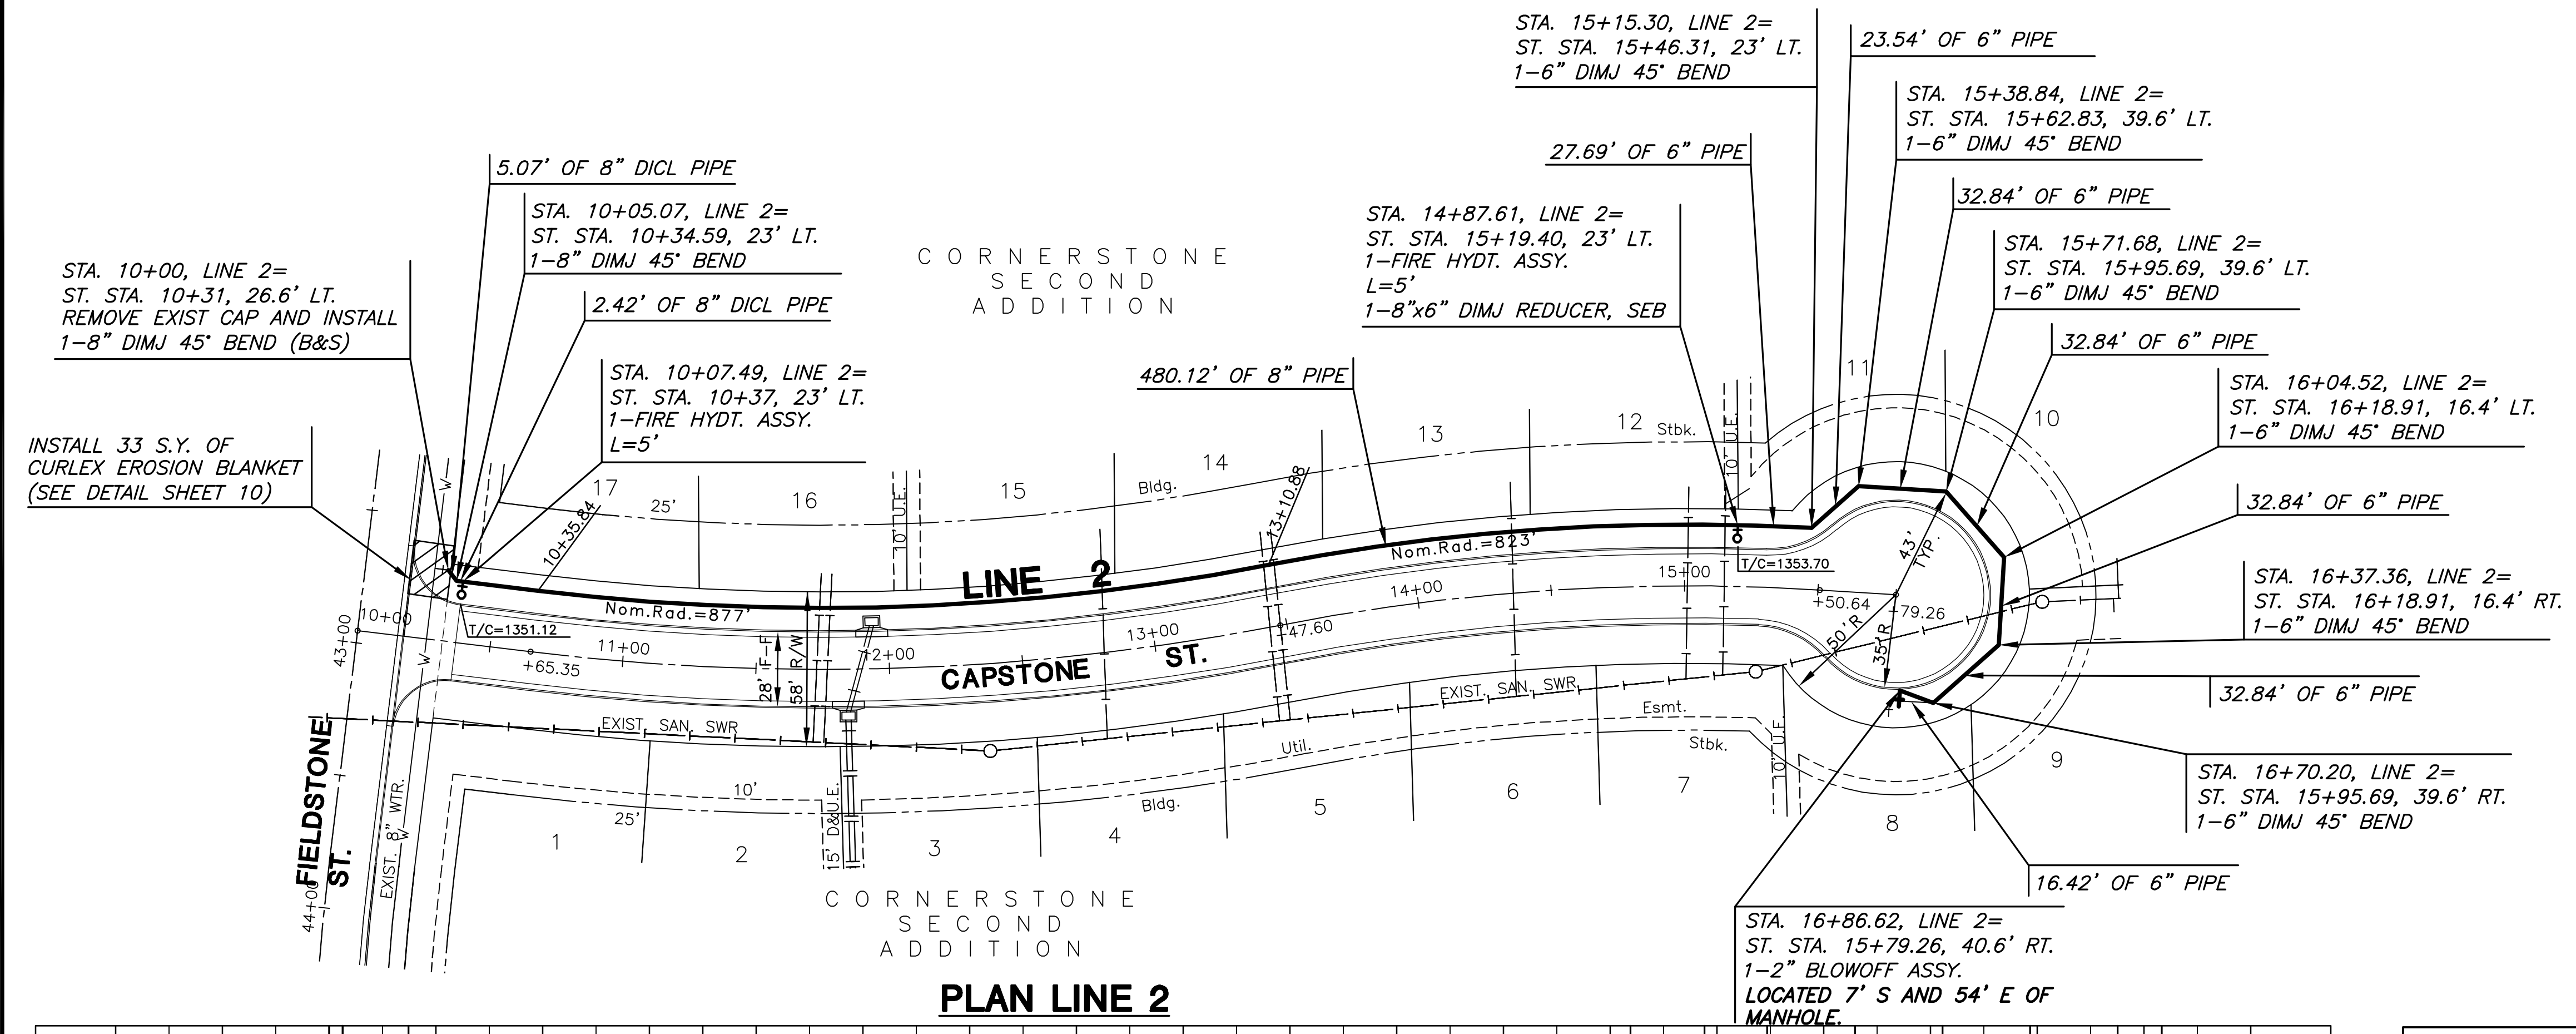 STA. 15+15.30, LINE 2=
ST. STA. 15+46.31, 23' LT.
1-6" DIMJ 45° BEND
23.54' OF 6" PIPE
STA. 15+38.84, LINE 2=
ST. STA. 15+62.83, 39.6' LT.
1-6" DIMJ 45° BEND
27.69' OF 6" PIPE
5.07' OF 8" DICL PIPE
32.84' OF 6" PIPE
STA. 10+05.07, LINE 2=
ST. STA. 10+34.59, 23' LT.
1-8" DIMJ 45° BEND
STA. 14+87.61, LINE 2=
ST. STA. 15+19.40, 23' LT.
1-FIRE HYDT. ASSY.
L=5'
1-8"x6" DIMJ REDUCER, SEB
STA. 15+71.68, LINE 2=
ST. STA. 15+95.69, 39.6' LT.
1-6" DIMJ 45° BEND
CORNERSTONE
SECOND
ADDITION
STA. 10+00, LINE 2=
ST. STA. 10+31, 26.6' LT.
REMOVE EXIST CAP AND INSTALL
1-8" DIMJ 45° BEND (B&S)
2.42' OF 8" DICL PIPE
32.84' OF 6" PIPE
STA. 10+07.49, LINE 2=
ST. STA. 10+37, 23' LT.
1-FIRE HYDT. ASSY.
L=5'
480.12' OF 8" PIPE
STA. 16+04.52, LINE 2=
ST. STA. 16+18.91, 16.4' LT.
1-6" DIMJ 45° BEND
INSTALL 33 S.Y. OF
CURLEX EROSION BLANKET
(SEE DETAIL SHEET 10)
17
16
15
14
13
12
11
10
25'
Bldg.
Stbk.
10' U.E.
10' U.E.
10+35.84
13+10.88
32.84' OF 6" PIPE
W
W
W
43' TYP.
Nom.Rad.=823'
LINE 2
Nom.Rad.=877'
T/C=1353.70
T/C=1351.12
STA. 16+37.36, LINE 2=
ST. STA. 16+18.91, 16.4' RT.
1-6" DIMJ 45° BEND
43+00
10+00
+65.35
11+00
12+00
13+00
+47.60
14+00
15+00
+50.64
+79.26
50' R
35' R
28' F-F
58' R/W
CAPSTONE ST.
32.84' OF 6" PIPE
EXIST. SAN. SWR
EXIST. SAN. SWR.
Esmt.
Util.
Stbk.
Bldg.
10' U.E.
FIELDSTONE
ST.
EXIST. 8" WTR.
44+00
10'
25'
15' D&U.E.
1
2
3
4
5
6
7
8
9
STA. 16+70.20, LINE 2=
ST. STA. 15+95.69, 39.6' RT.
1-6" DIMJ 45° BEND
16.42' OF 6" PIPE
CORNERSTONE
SECOND
ADDITION
STA. 16+86.62, LINE 2=
ST. STA. 15+79.26, 40.6' RT.
1-2" BLOWOFF ASSY.
LOCATED 7' S AND 54' E OF
MANHOLE.
PLAN LINE 2